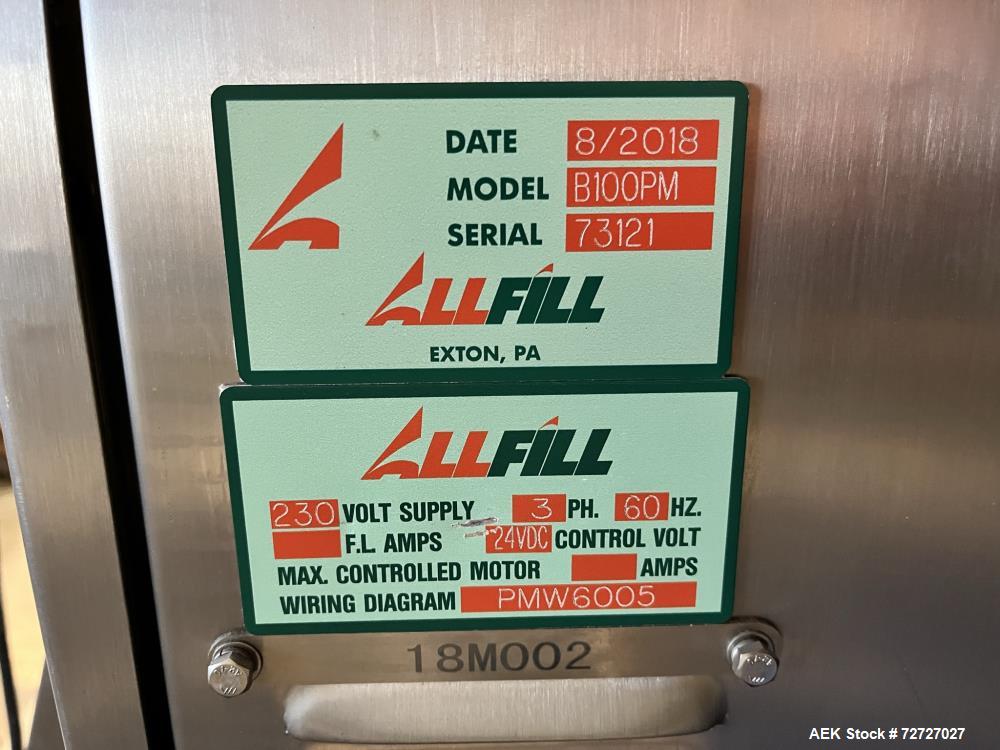 DATE 8/2018
MODEL B100PM
SERIAL 73121
ALLFILL
EXTON, PA
ALLFILL
230 VOLT SUPPLY 3 PH. 60 HZ.
F.L. AMPS 24VDC CONTROL VOLT
MAX. CONTROLLED MOTOR AMPS
WIRING DIAGRAM PMW6005
18M002
AEK Stock # 72727027